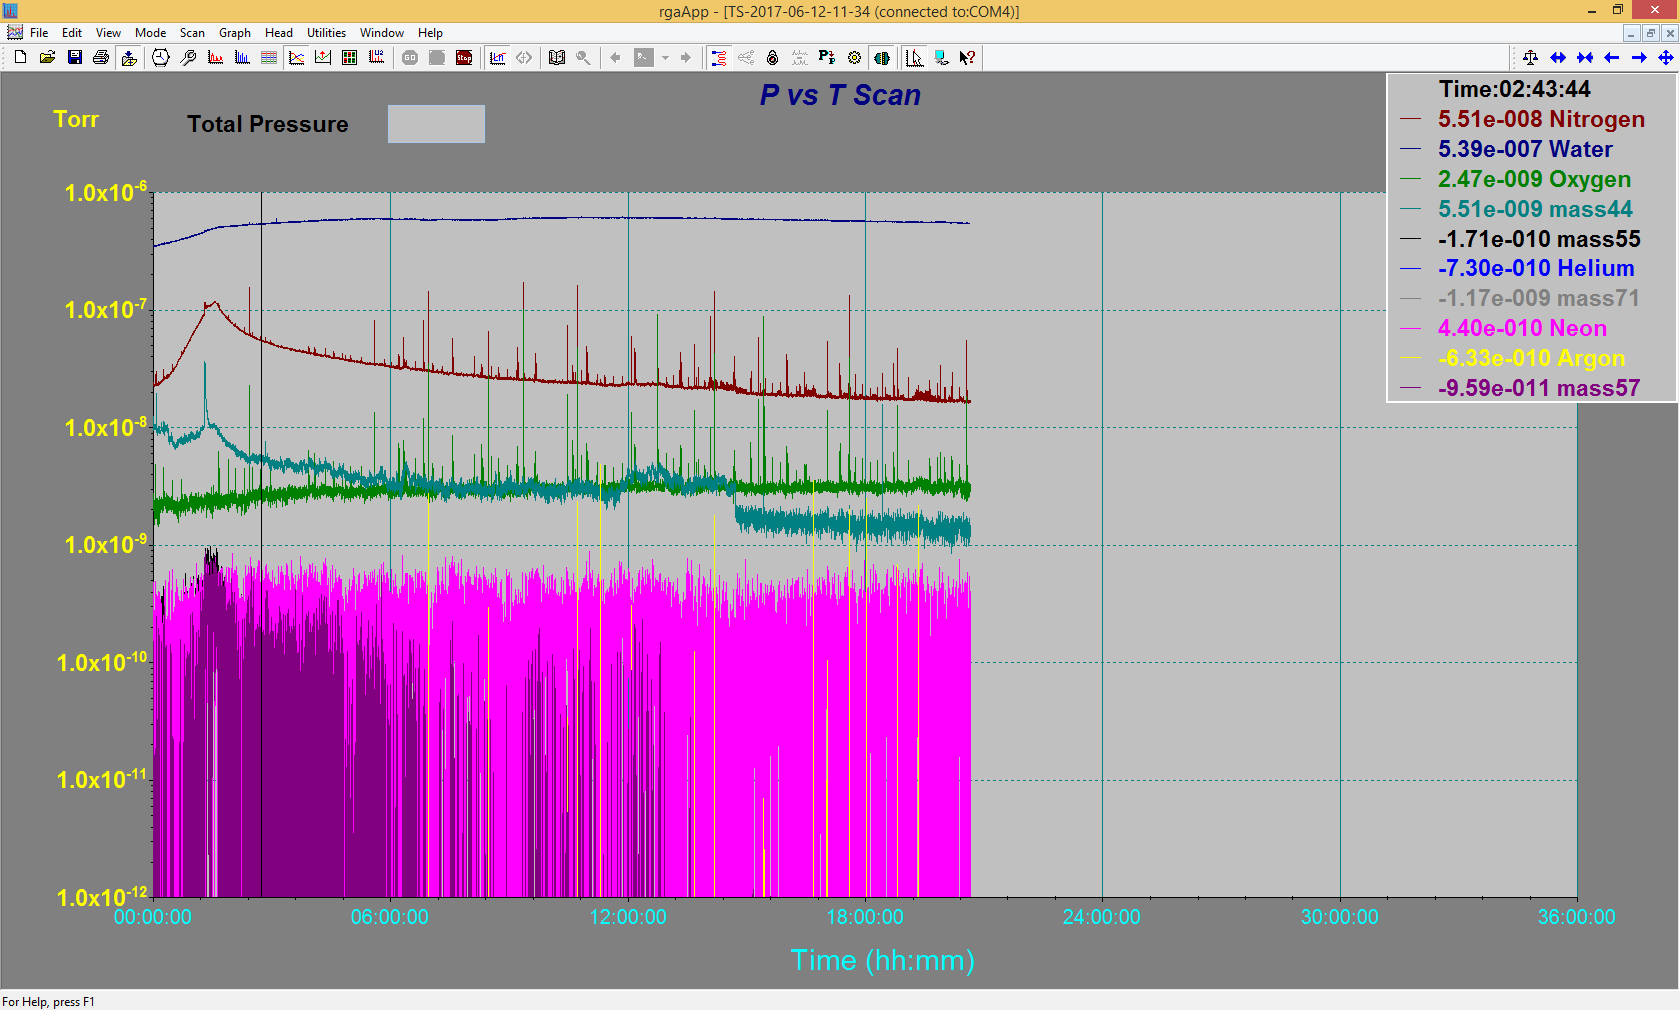 rgaApp - [TS-2017-06-12-11-34 (connected to:COM4)]
File Edit View Mode Scan Graph Head Utilities Window Help
GO Stop
P vs T Scan
Torr
Total Pressure
Time:02:43:44
5.51e-008 Nitrogen
5.39e-007 Water
2.47e-009 Oxygen
5.51e-009 mass44
-1.71e-010 mass55
-7.30e-010 Helium
-1.17e-009 mass71
4.40e-010 Neon
-6.33e-010 Argon
-9.59e-011 mass57
1.0x10-6
1.0x10-7
1.0x10-8
1.0x10-9
1.0x10-10
1.0x10-11
1.0x10-12
00:00:00 06:00:00 12:00:00 18:00:00 24:00:00 30:00:00 36:00:00
Time (hh:mm)
For Help, press F1